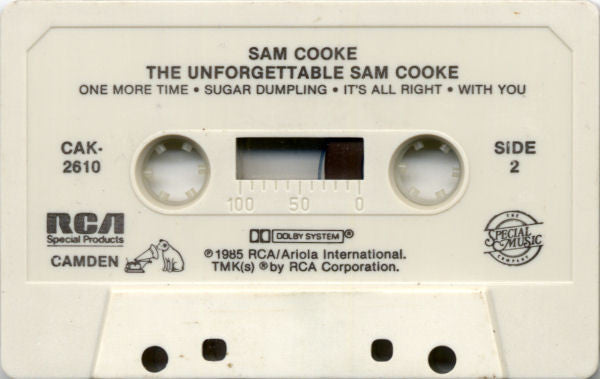 SAM COOKE
THE UNFORGETTABLE SAM COOKE
ONE MORE TIME • SUGAR DUMPLING • IT'S ALL RIGHT • WITH YOU
CAK-
2610
SIDE
2
100 50 0
RCA
Special Products
CAMDEN
DOLBY SYSTEM ®
℗ 1985 RCA/Ariola International.
TMK(s) ® by RCA Corporation.
THE
SPECIAL
MUSIC
COMPANY